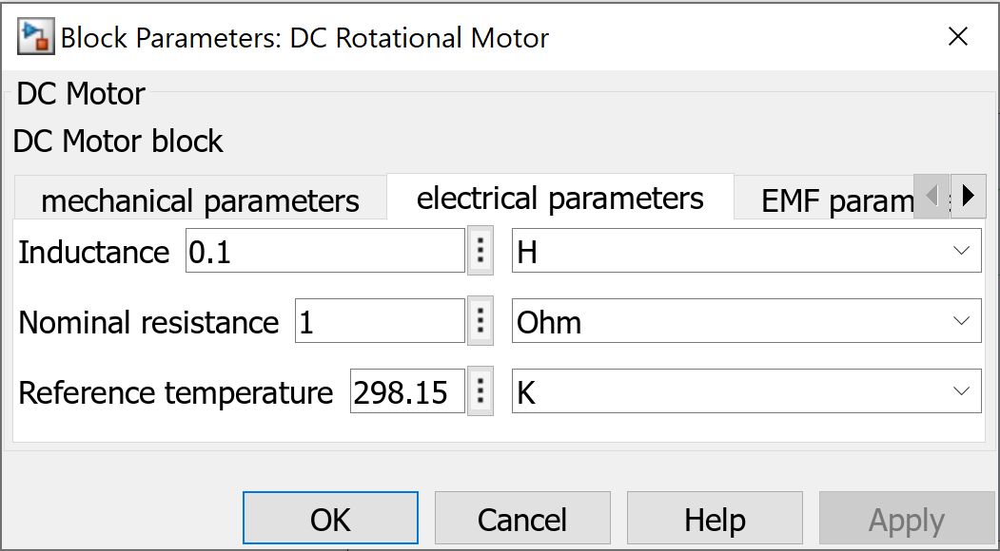 Block Parameters: DC Rotational Motor
DC Motor
DC Motor block
mechanical parameters electrical parameters EMF param
Inductance 0.1 H
Nominal resistance 1 Ohm
Reference temperature 298.15 K
OK Cancel Help Apply